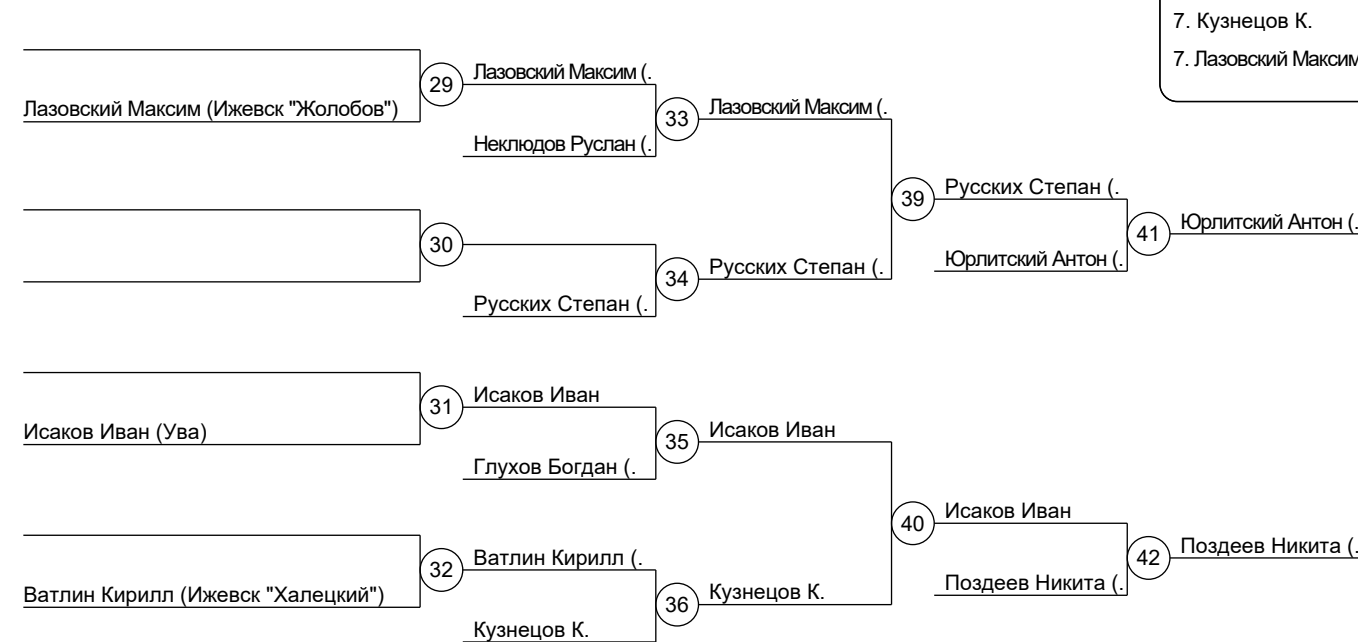 7. Кузнецов К.
7. Лазовский Максим
29
Лазовский Максим (.
Лазовский Максим (Ижевск "Жолобов")
33
Лазовский Максим (.
Неклюдов Руслан (.
39
Русских Степан (.
30
41
Юрлитский Антон (.
Юрлитский Антон (.
34
Русских Степан (.
Русских Степан (.
31
Исаков Иван
Исаков Иван (Ува)
35
Исаков Иван
Глухов Богдан (.
40
Исаков Иван
32
Ватлин Кирилл (.
42
Поздеев Никита (.
Ватлин Кирилл (Ижевск "Халецкий")
36
Кузнецов К.
Поздеев Никита (.
Кузнецов К.